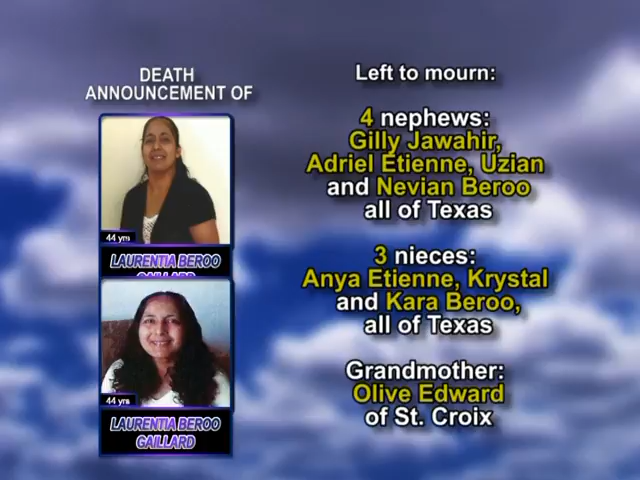 DEATH
ANNOUNCEMENT OF
44 yrs
LAURENTIA BEROO
GAILLARD
44 yrs
LAURENTIA BEROO
GAILLARD
Left to mourn:
4 nephews:
Gilly Jawahir,
Adriel Etienne, Uzian
and Nevian Beroo
all of Texas
3 nieces:
Anya Etienne, Krystal
and Kara Beroo,
all of Texas
Grandmother:
Olive Edward
of St. Croix